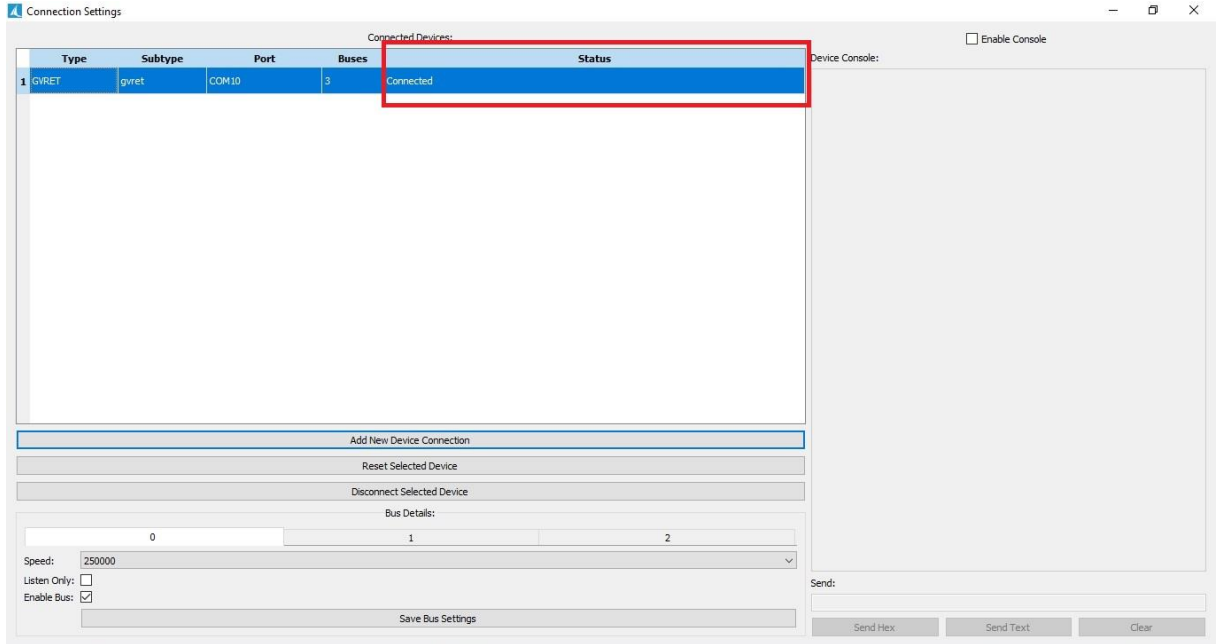 Connection Settings
Connected Devices:
Enable Console
Type Subtype Port Buses Status
Device Console:
1 GVRET gvret COM10 3 Connected
Add New Device Connection
Reset Selected Device
Disconnect Selected Device
Bus Details:
0 1 2
Speed: 250000
Listen Only:
Enable Bus:
Save Bus Settings
Send:
Send Hex Send Text Clear